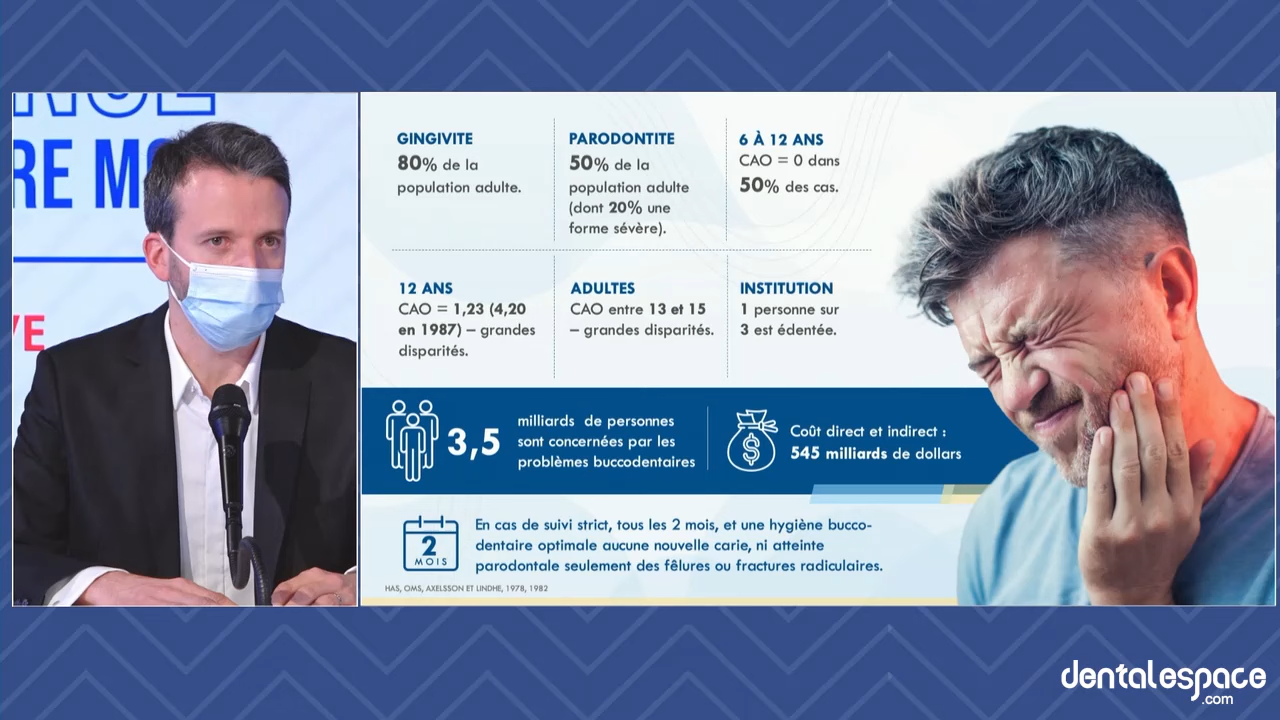 RE MO
GINGIVITE
80% de la
population adulte.
PARODONTITE
50% de la
population adulte
(dont 20% une
forme sévère).
6 À 12 ANS
CAO = 0 dans
50% des cas.
12 ANS
CAO = 1,23 (4,20
en 1987) – grandes
disparités.
ADULTES
CAO entre 13 et 15
– grandes disparités.
INSTITUTION
1 personne sur
3 est édentée.
3,5
milliards de personnes
sont concernées par les
problèmes buccodentaires
$
Coût direct et indirect :
545 milliards de dollars
2
MOIS
En cas de suivi strict, tous les 2 mois, et une hygiène bucco-
dentaire optimale aucune nouvelle carie, ni atteinte
parodontale seulement des fêlures ou fractures radiculaires.
HAS, OMS, AXELSSON ET LINDHE, 1978, 1982
dentalespace
.com